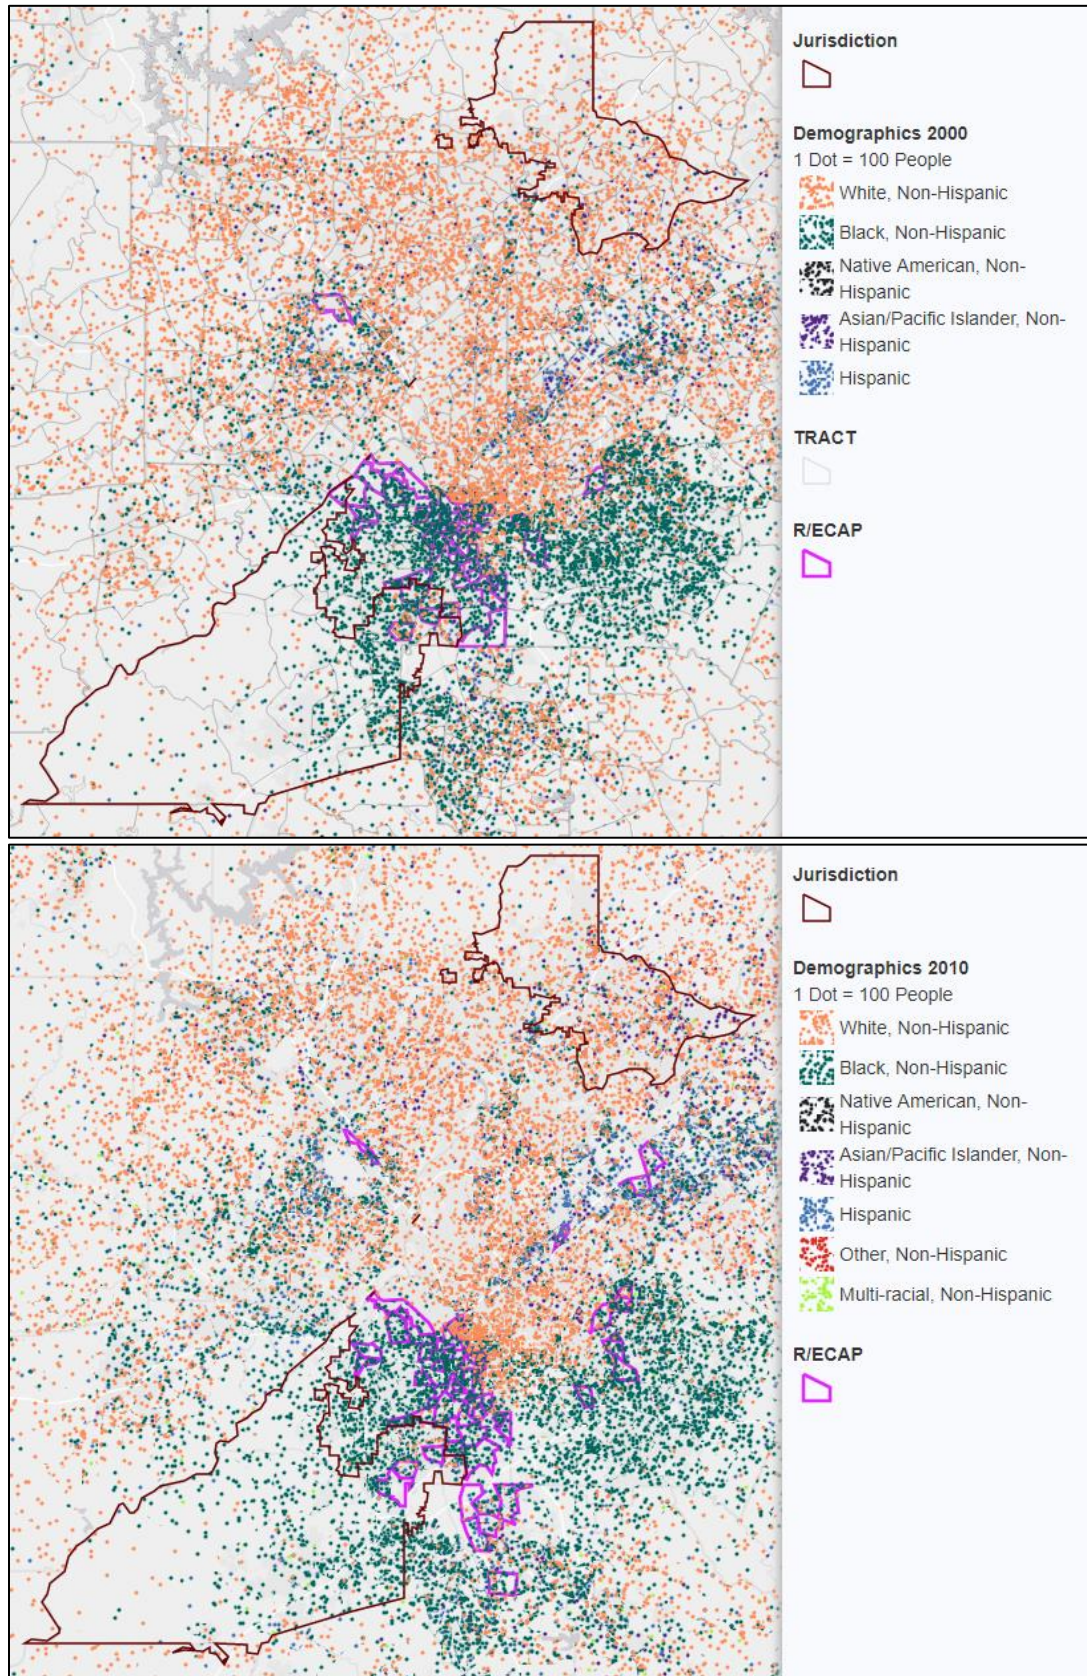 Jurisdiction
Demographics 2000
1 Dot = 100 People
White, Non-Hispanic
Black, Non-Hispanic
Native American, Non-
Hispanic
Asian/Pacific Islander, Non-
Hispanic
Hispanic
TRACT
R/ECAP
Jurisdiction
Demographics 2010
1 Dot = 100 People
White, Non-Hispanic
Black, Non-Hispanic
Native American, Non-
Hispanic
Asian/Pacific Islander, Non-
Hispanic
Hispanic
Other, Non-Hispanic
Multi-racial, Non-Hispanic
R/ECAP